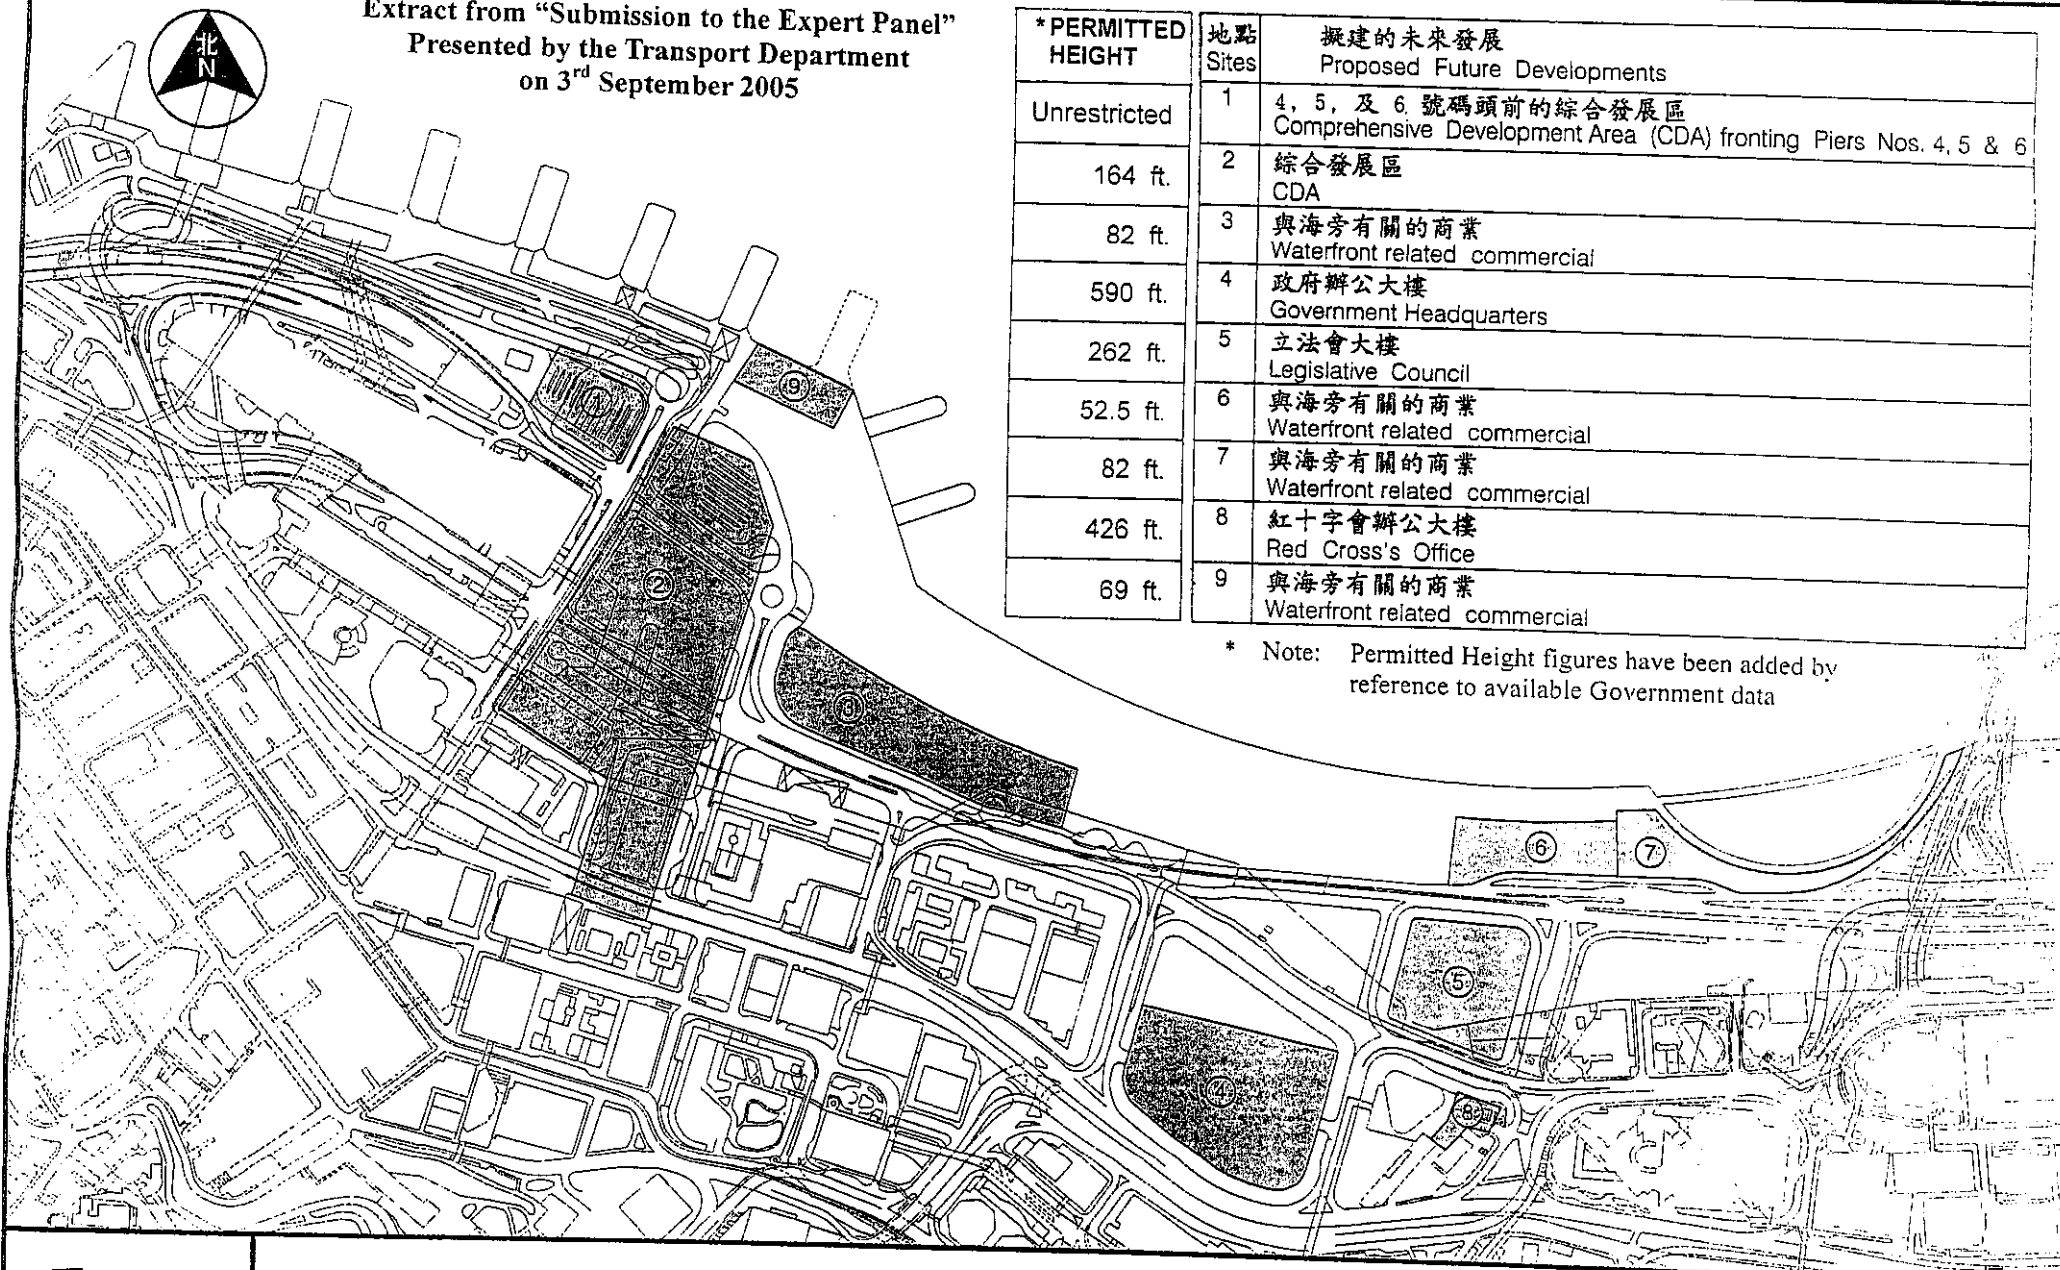 Extract from “Submission to the Expert Panel”
Presented by the Transport Department
on 3rd September 2005
北
N
* PERMITTED
HEIGHT
地點
Sites
擬建的未來發展
Proposed Future Developments
Unrestricted
1
4, 5, 及 6. 號碼頭前的綜合發展區
Comprehensive Development Area (CDA) fronting Piers Nos. 4, 5 & 6
164 ft.
2
綜合發展區
CDA
82 ft.
3
與海旁有關的商業
Waterfront related commercial
590 ft.
4
政府辦公大樓
Government Headquarters
262 ft.
5
立法會大樓
Legislative Council
52.5 ft.
6
與海旁有關的商業
Waterfront related commercial
82 ft.
7
與海旁有關的商業
Waterfront related commercial
426 ft.
8
紅十字會辦公大樓
Red Cross's Office
69 ft.
9
與海旁有關的商業
Waterfront related commercial
* Note: Permitted Height figures have been added by
reference to available Government data
9
1
2
3
6
7
5
4
8